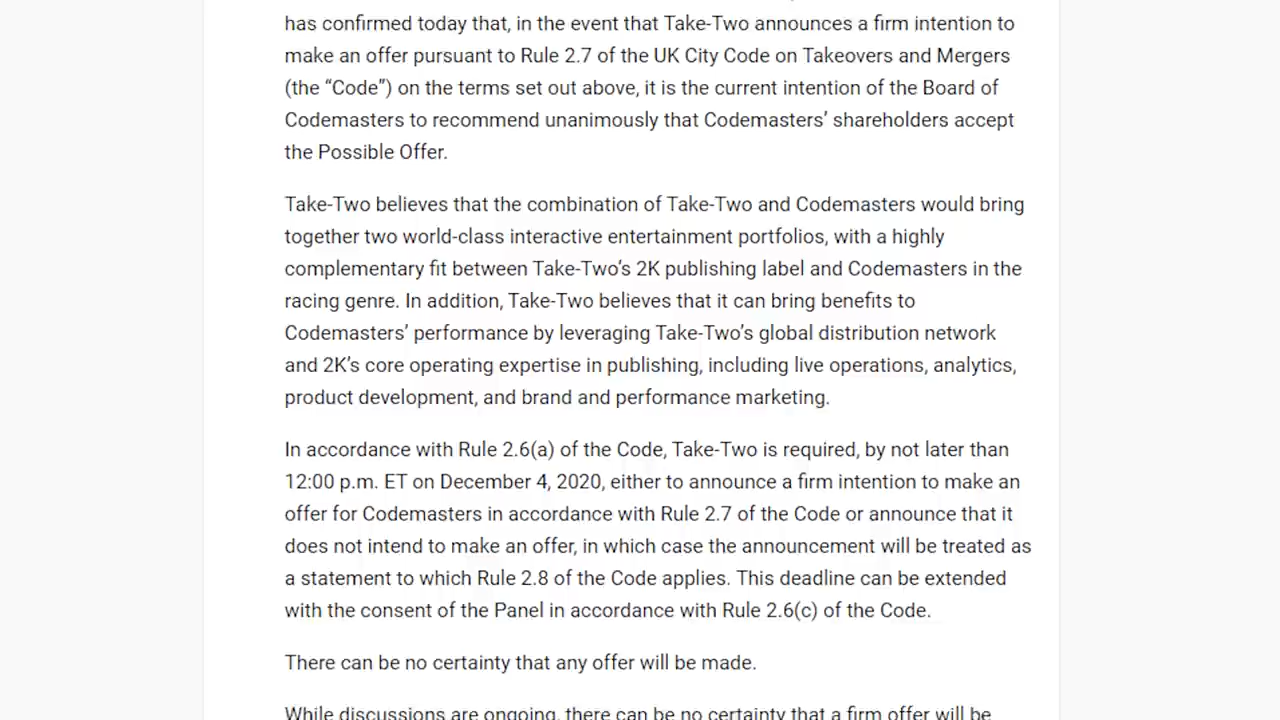 has confirmed today that, in the event that Take-Two announces a firm intention to
make an offer pursuant to Rule 2.7 of the UK City Code on Takeovers and Mergers
(the “Code”) on the terms set out above, it is the current intention of the Board of
Codemasters to recommend unanimously that Codemasters’ shareholders accept
the Possible Offer.
Take-Two believes that the combination of Take-Two and Codemasters would bring
together two world-class interactive entertainment portfolios, with a highly
complementary fit between Take-Two’s 2K publishing label and Codemasters in the
racing genre. In addition, Take-Two believes that it can bring benefits to
Codemasters’ performance by leveraging Take-Two’s global distribution network
and 2K’s core operating expertise in publishing, including live operations, analytics,
product development, and brand and performance marketing.
In accordance with Rule 2.6(a) of the Code, Take-Two is required, by not later than
12:00 p.m. ET on December 4, 2020, either to announce a firm intention to make an
offer for Codemasters in accordance with Rule 2.7 of the Code or announce that it
does not intend to make an offer, in which case the announcement will be treated as
a statement to which Rule 2.8 of the Code applies. This deadline can be extended
with the consent of the Panel in accordance with Rule 2.6(c) of the Code.
There can be no certainty that any offer will be made.
While discussions are ongoing, there can be no certainty that a firm offer will be